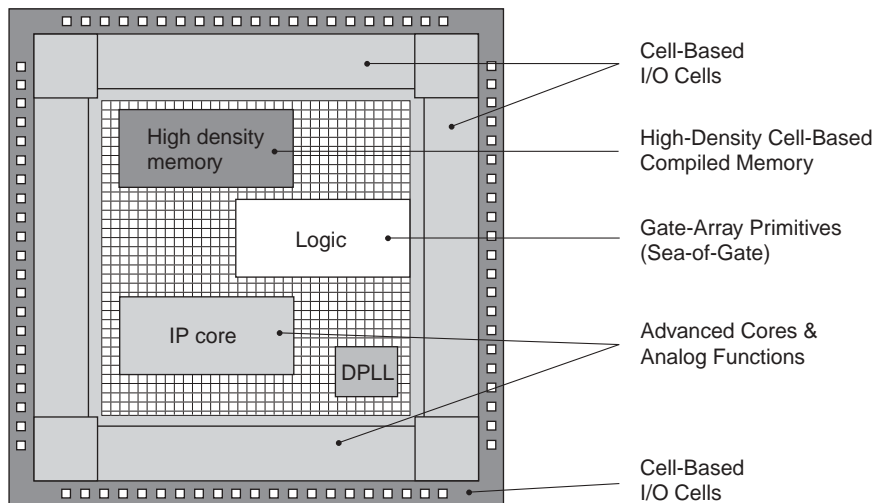 Cell-Based
I/O Cells
High density
memory
High-Density Cell-Based
Compiled Memory
Logic
Gate-Array Primitives
(Sea-of-Gate)
IP core
Advanced Cores &
Analog Functions
DPLL
Cell-Based
I/O Cells